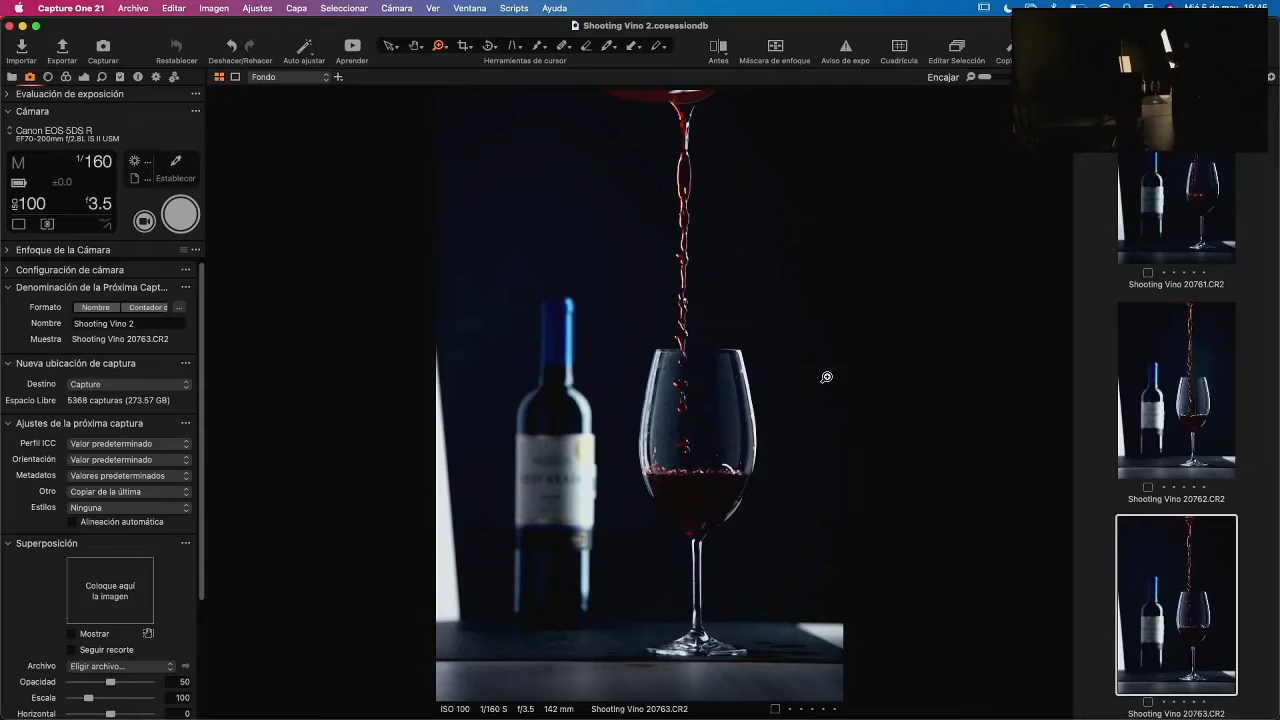 Capture One 21 Archivo Editar Imagen Ajustes Capa Seleccionar Cámara Ver Ventana Scripts Ayuda
Shooting Vino 2.cosessiondb
Importar Exportar Capturar Restablecer Deshacer/Rehacer Auto ajustar Aprender Herramientas de cursor Antes Máscara de enfoque Aviso de expo Cuadrícula Editar Selección
Fondo
Encajar
Evaluación de exposición
Cámara
Canon EOS 5DS R
EF70-200mm f/2.8L IS II USM
M 1/160
±0.0
Establecer
ISO 100 f/3.5
Enfoque de la Cámara
Configuración de cámara
Denominación de la Próxima Capt...
Formato Nombre Contador d
Nombre Shooting Vino 2
Muestra Shooting Vino 20763.CR2
Nueva ubicación de captura
Destino Capture
Espacio Libre 5368 capturas (273.57 GB)
Ajustes de la próxima captura
Perfil ICC Valor predeterminado
Orientación Valor predeterminado
Metadatos Valores predeterminados
Otro Copiar de la última
Estilos Ninguna
Alineación automática
Superposición
Coloque aquí
la imagen
Mostrar
Seguir recorte
Archivo Eligir archivo...
Opacidad 50
Escala 100
Horizontal 0
ISO 100 1/160 S f/3.5 142 mm Shooting Vino 20763.CR2
Shooting Vino 20761.CR2
Shooting Vino 20762.CR2
Shooting Vino 20763.CR2